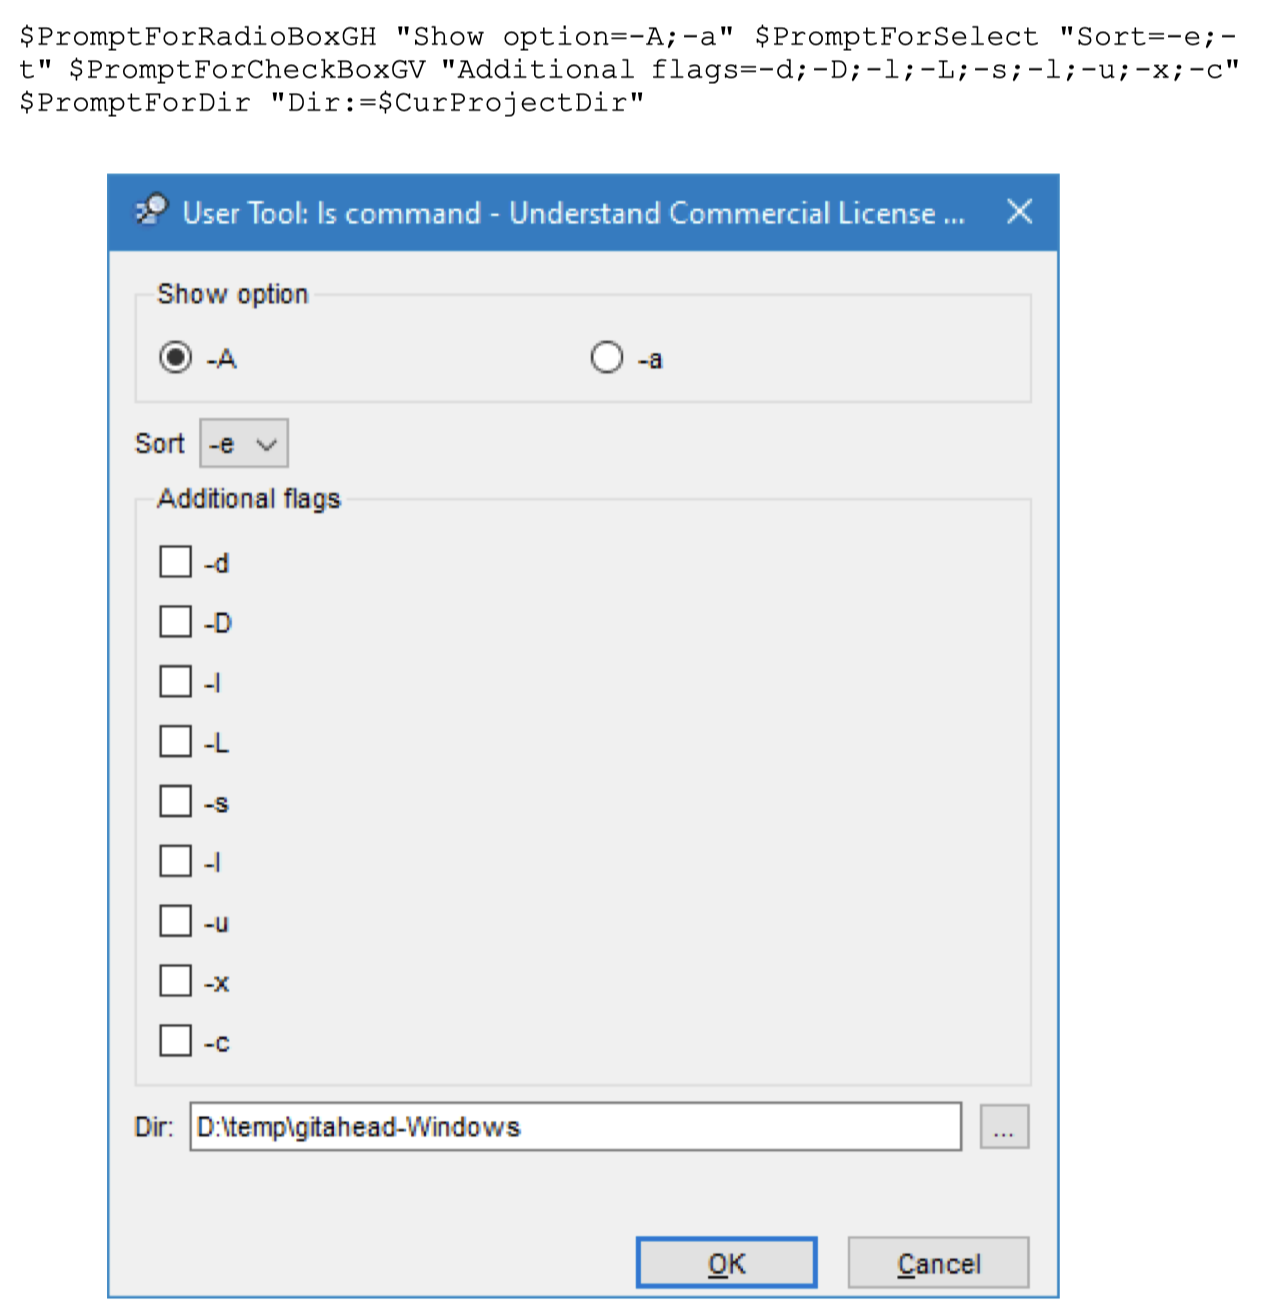 $PromptForRadioBoxGH "Show option=-A;-a" $PromptForSelect "Sort=-e;-
t" $PromptForCheckBoxGV "Additional flags=-d;-D;-l;-L;-s;-l;-u;-x;-c"
$PromptForDir "Dir:=$CurProjectDir"
User Tool: ls command - Understand Commercial License ...
Show option
-A -a
Sort -e
Additional flags
-d
-D
-l
-L
-s
-l
-u
-x
-c
Dir: D:\temp\gitahead-Windows ...
OK Cancel